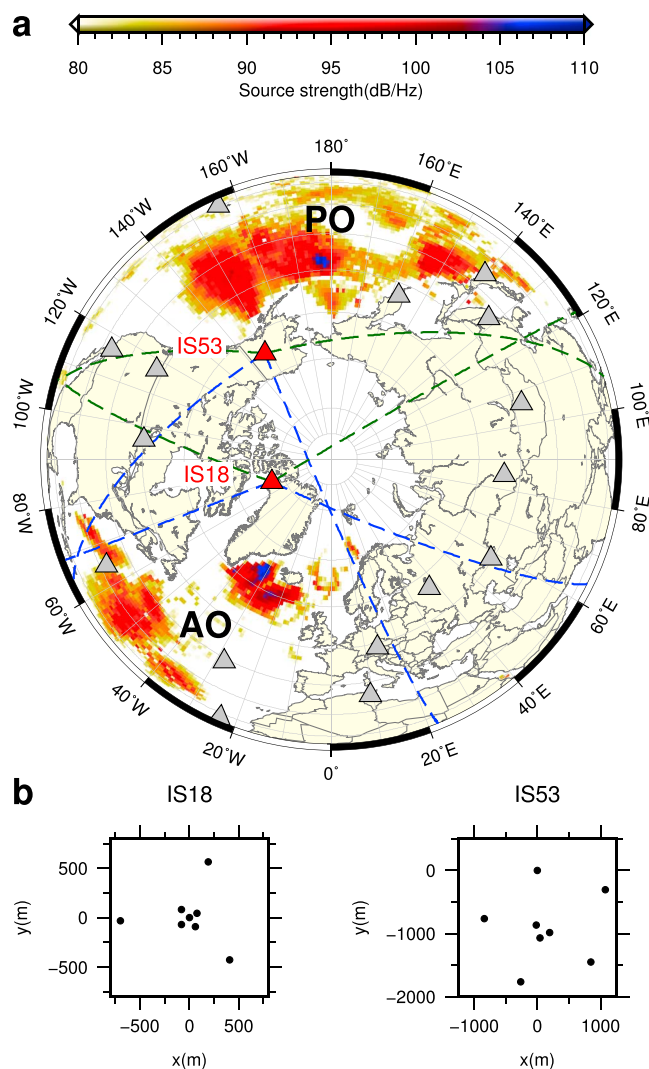 a
80 85 90 95 100 105 110
Source strength(dB/Hz)
180°
160°W 160°E
140°W 140°E
120°W 120°E
100°W 100°E
80°W 80°E
60°W 60°E
40°W 40°E
20°W 20°E
0°
PO
IS53
IS18
AO
b
IS18 IS53
y(m)
500
0
−500
−500 0 500
x(m)
y(m)
0
−1000
−2000
−1000 0 1000
x(m)